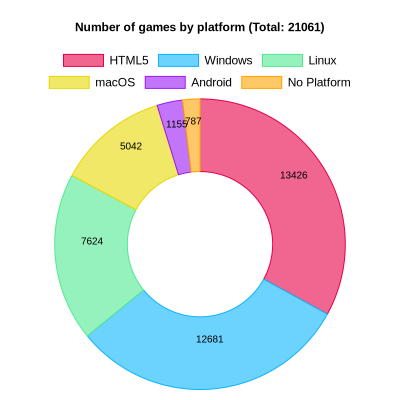 Number of games by platform (Total: 21061)
HTML5 Windows Linux
macOS Android No Platform
1155 787
5042
13426
7624
12681